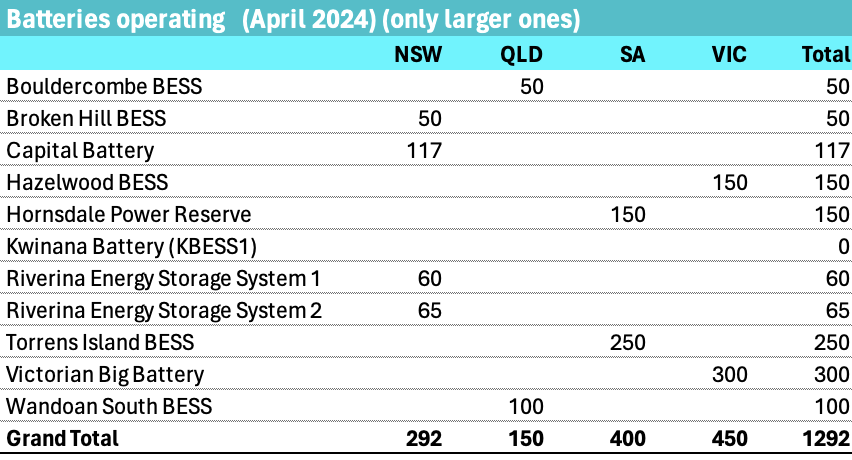 Batteries operating (April 2024) (only larger ones)
NSW QLD SA VIC Total
Bouldercombe BESS 50 50
Broken Hill BESS 50 50
Capital Battery 117 117
Hazelwood BESS 150 150
Hornsdale Power Reserve 150 150
Kwinana Battery (KBESS1) 0
Riverina Energy Storage System 1 60 60
Riverina Energy Storage System 2 65 65
Torrens Island BESS 250 250
Victorian Big Battery 300 300
Wandoan South BESS 100 100
Grand Total 292 150 400 450 1292